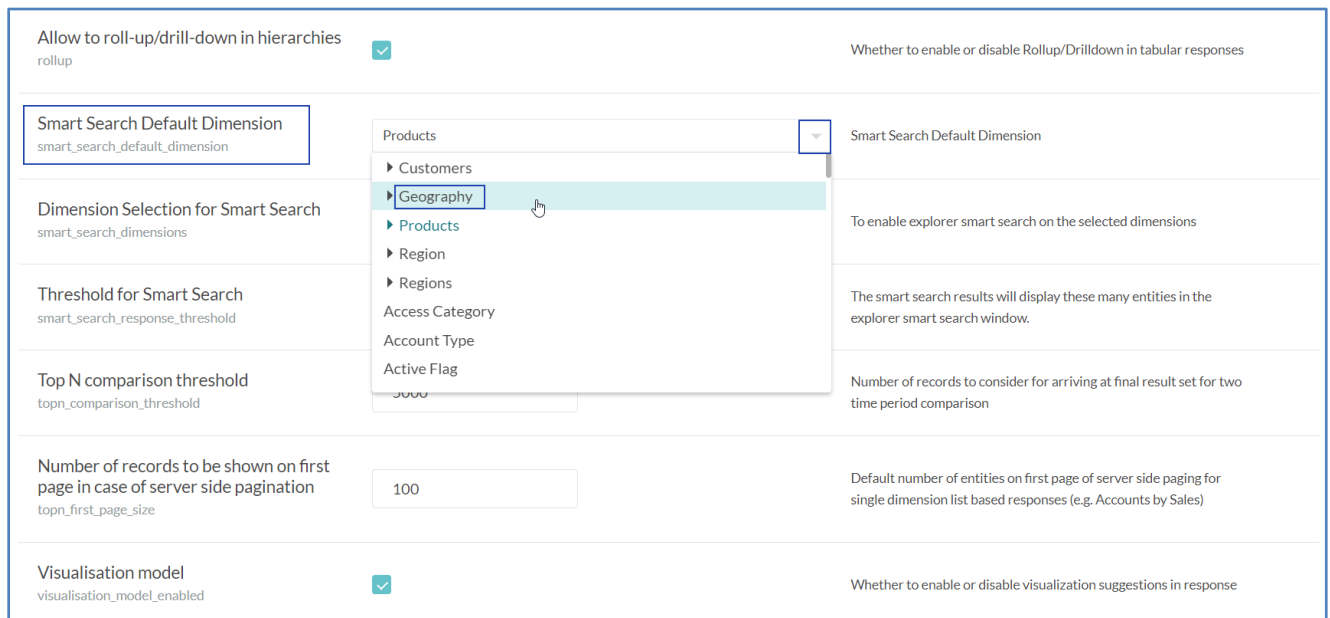 Allow to roll-up/drill-down in hierarchies
rollup
Whether to enable or disable Rollup/Drilldown in tabular responses
Smart Search Default Dimension
smart_search_default_dimension
Products
Smart Search Default Dimension
Customers
Geography
Products
Region
Regions
Access Category
Account Type
Active Flag
Dimension Selection for Smart Search
smart_search_dimensions
To enable explorer smart search on the selected dimensions
Threshold for Smart Search
smart_search_response_threshold
The smart search results will display these many entities in the
explorer smart search window.
Top N comparison threshold
topn_comparison_threshold
5000
Number of records to consider for arriving at final result set for two
time period comparison
Number of records to be shown on first
page in case of server side pagination
topn_first_page_size
100
Default number of entities on first page of server side paging for
single dimension list based responses (e.g. Accounts by Sales)
Visualisation model
visualisation_model_enabled
Whether to enable or disable visualization suggestions in response